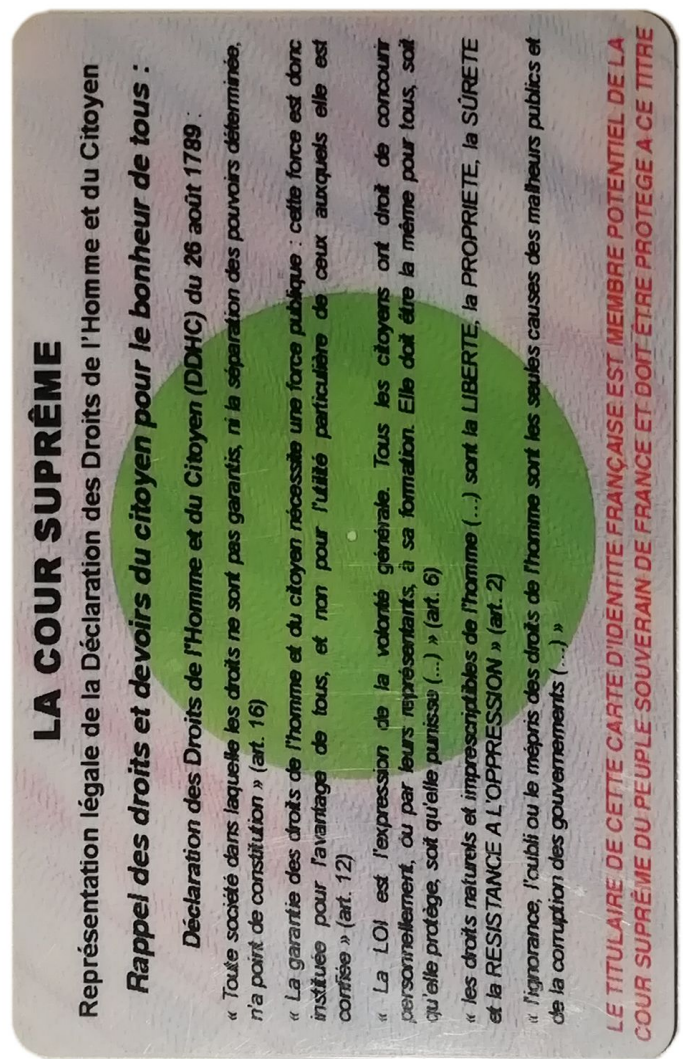 LA COUR SUPRÊME
Représentation légale de la Déclaration des Droits de l'Homme et du Citoyen
Rappel des droits et devoirs du citoyen pour le bonheur de tous :
Déclaration des Droits de l'Homme et du Citoyen (DDHC) du 26 août 1789 :
« Toute société dans laquelle les droits ne sont pas garantis, ni la séparation des pouvoirs déterminée,
n'a point de constitution » (art. 16)
« La garantie des droits de l'homme et du citoyen nécessite une force publique : cette force est donc
instituée pour l'avantage de tous, et non pour l'utilité particulière de ceux auxquels elle est
confiée » (art. 12)
« La LOI est l'expression de la volonté générale. Tous les citoyens ont droit de concourir
personnellement, ou par leurs représentants, à sa formation. Elle doit être la même pour tous, soit
qu'elle protège, soit qu'elle punisse (...) » (art. 6)
« les droits naturels et imprescriptibles de l'homme (...) sont la LIBERTE, la PROPRIETE, la SÛRETE
et la RESISTANCE A L'OPPRESSION » (art. 2)
« l'ignorance, l'oubli ou le mépris des droits de l'homme sont les seules causes des malheurs publics et
de la corruption des gouvernements (...) »
LE TITULAIRE DE CETTE CARTE D'IDENTITE FRANÇAISE EST MEMBRE POTENTIEL DE LA
COUR SUPRÊME DU PEUPLE SOUVERAIN DE FRANCE ET DOIT ÊTRE PROTEGE A CE TITRE